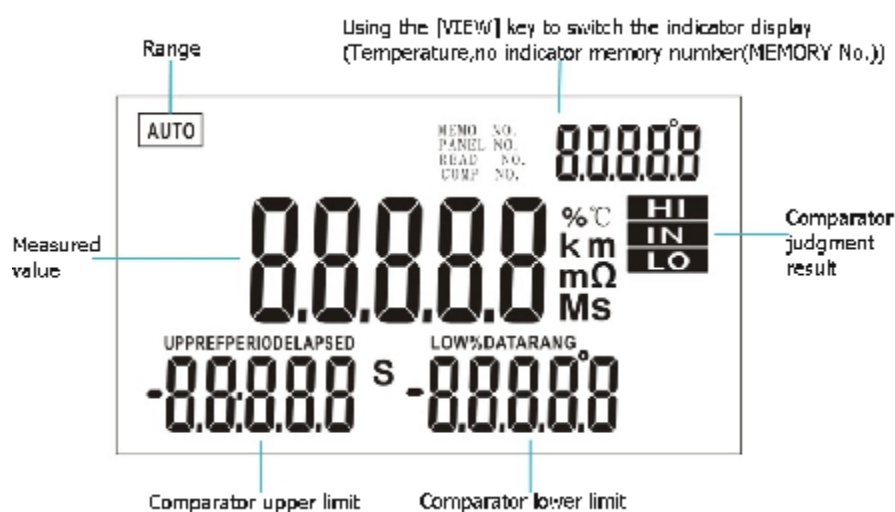 Using the [VIEW] key to switch the indicator display
Range
(Temperature,no indicator memory number(MEMORY No.))
AUTO
MEMO NO.
PANEL NO.
READ NO.
COMP NO.
8.8.8.8.8°
8.8.8.8.8
%℃
k m
mΩ
Ms
HI
IN
LO
Comparator
judgment
result
Measured
value
UPPREFPERIODELAPSED
LOW%DATARANG
-8.8:8.8.8 S
-8.8.8.8.8°
Comparator upper limit
Comparator lower limit